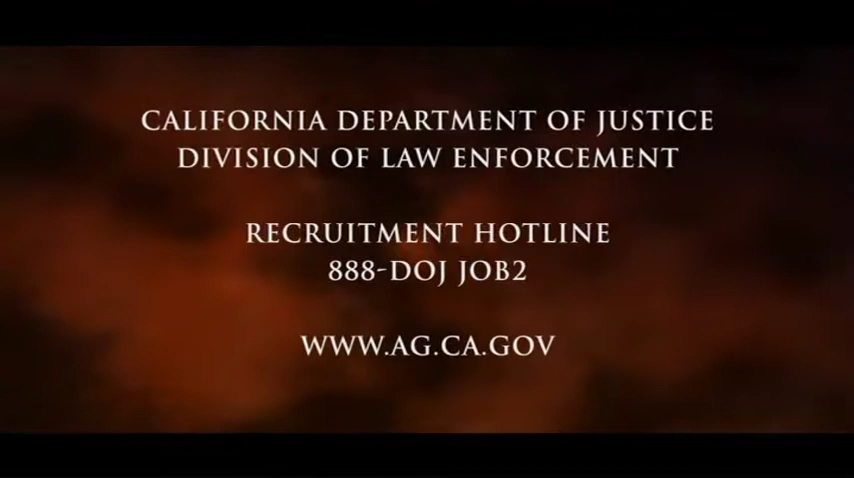 CALIFORNIA DEPARTMENT OF JUSTICE
DIVISION OF LAW ENFORCEMENT
RECRUITMENT HOTLINE
888-DOJ JOB2
WWW.AG.CA.GOV